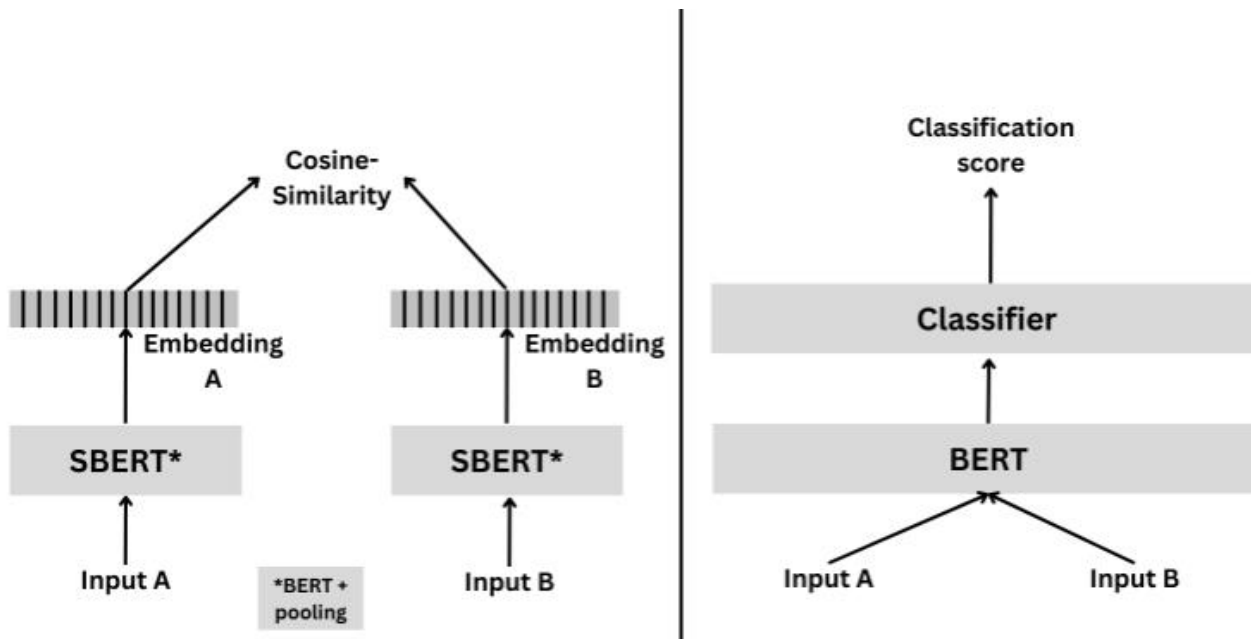 Cosine-
Similarity
Embedding
A
Embedding
B
SBERT*
SBERT*
Input A
*BERT +
pooling
Input B
Classification
score
Classifier
BERT
Input A
Input B